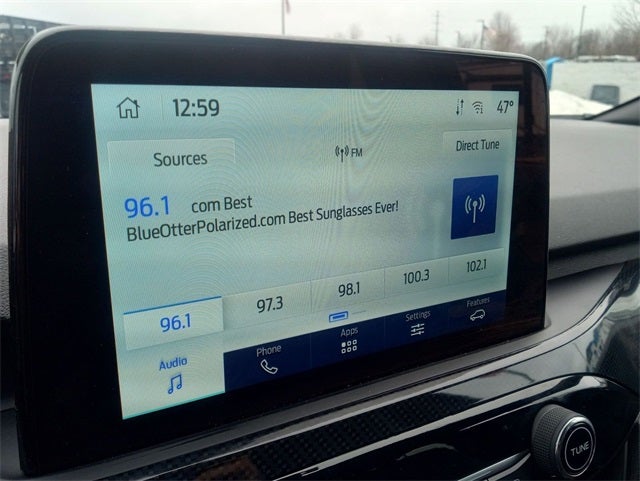 12:59
47°
Sources
FM
Direct Tune
96.1 com Best
BlueOtterPolarized.com Best Sunglasses Ever!
96.1 97.3 98.1 100.3 102.1
Audio Phone Apps Settings Features
TUNE